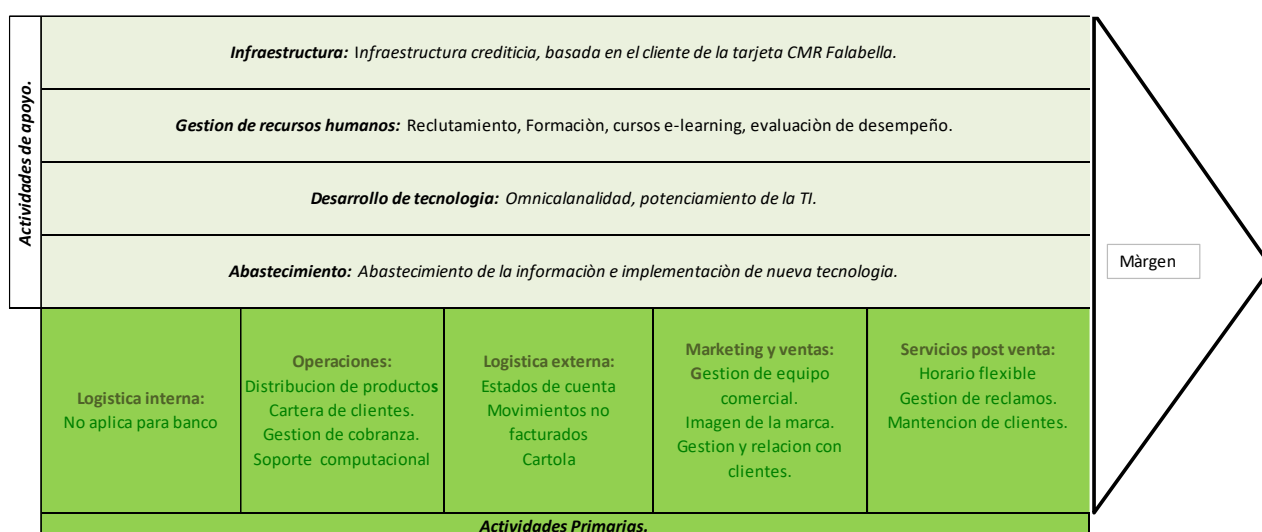 Actividades de apoyo.
Infraestructura: Infraestructura crediticia, basada en el cliente de la tarjeta CMR Falabella.
Gestion de recursos humanos: Reclutamiento, Formaciòn, cursos e-learning, evaluaciòn de desempeño.
Desarrollo de tecnologia: Omnicalanalidad, potenciamiento de la TI.
Abastecimiento: Abastecimiento de la informaciòn e implementaciòn de nueva tecnologia.
Màrgen
Logistica interna:
No aplica para banco
Operaciones:
Distribucion de productos
Cartera de clientes.
Gestion de cobranza.
Soporte computacional
Logistica externa:
Estados de cuenta
Movimientos no
facturados
Cartola
Marketing y ventas:
Gestion de equipo
comercial.
Imagen de la marca.
Gestion y relacion con
clientes.
Servicios post venta:
Horario flexible
Gestion de reclamos.
Mantencion de clientes.
Actividades Primarias.